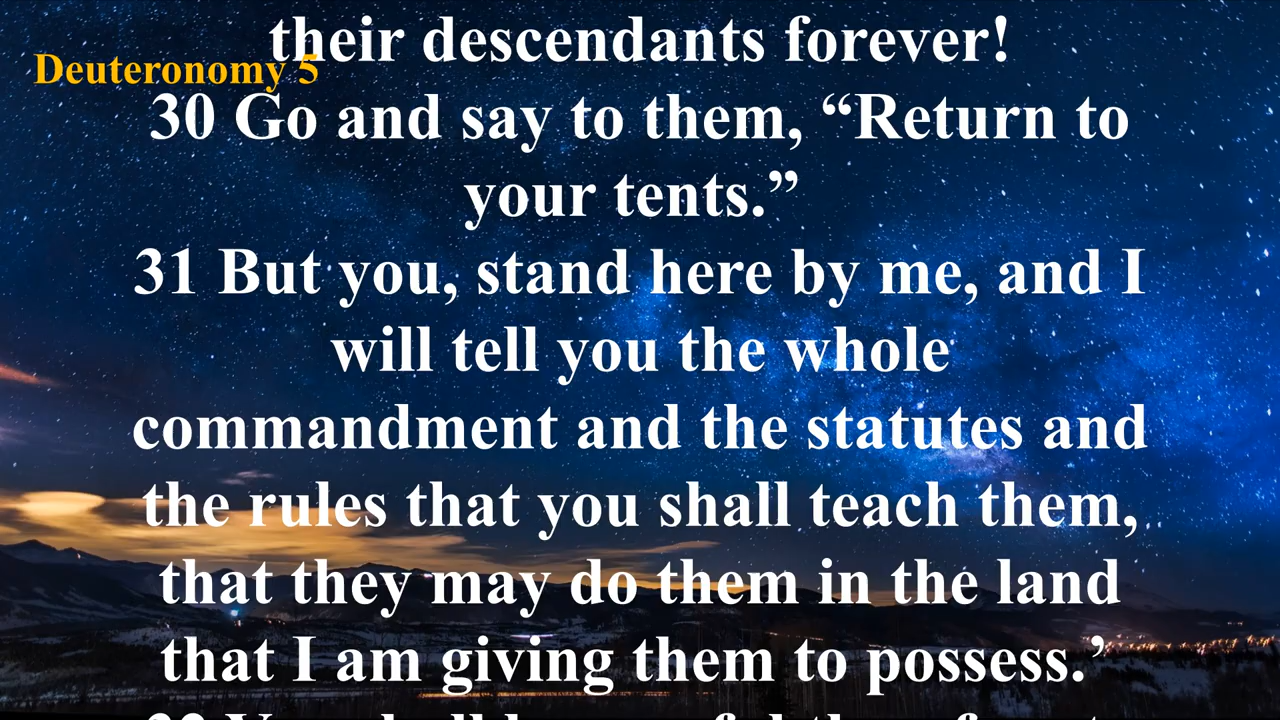 their descendants forever!
Deuteronomy 5
30 Go and say to them, “Return to
your tents.”
31 But you, stand here by me, and I
will tell you the whole
commandment and the statutes and
the rules that you shall teach them,
that they may do them in the land
that I am giving them to possess.’